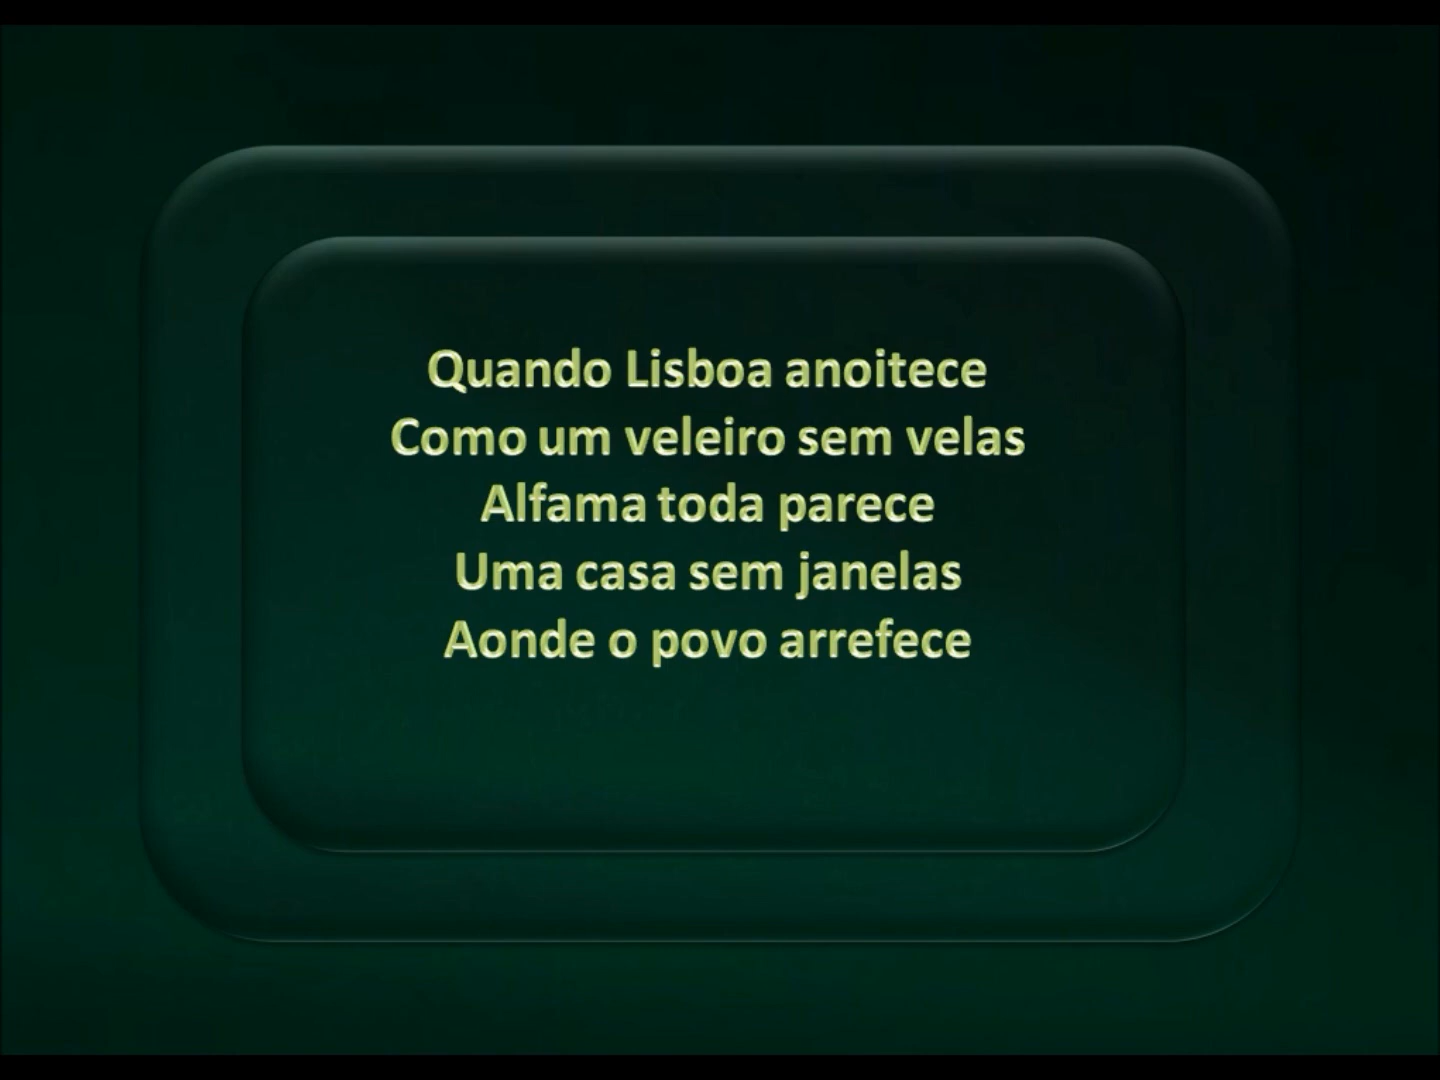 Quando Lisboa anoitece
Como um veleiro sem velas
Alfama toda parece
Uma casa sem janelas
Aonde o povo arrefece